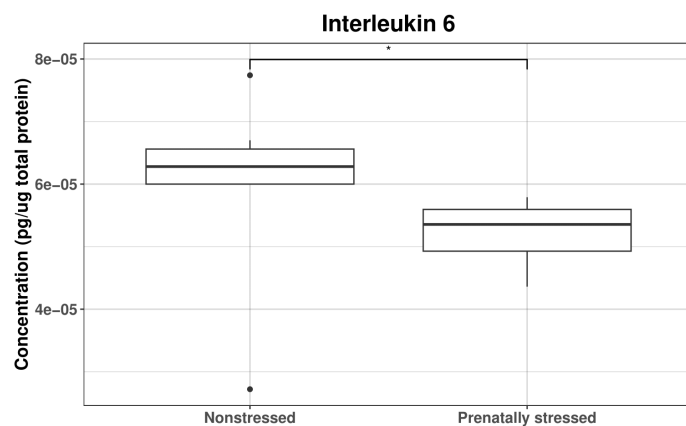 Interleukin 6
*
Concentration (pg/ug total protein)
8e−05
6e−05
4e−05
Nonstressed
Prenatally stressed